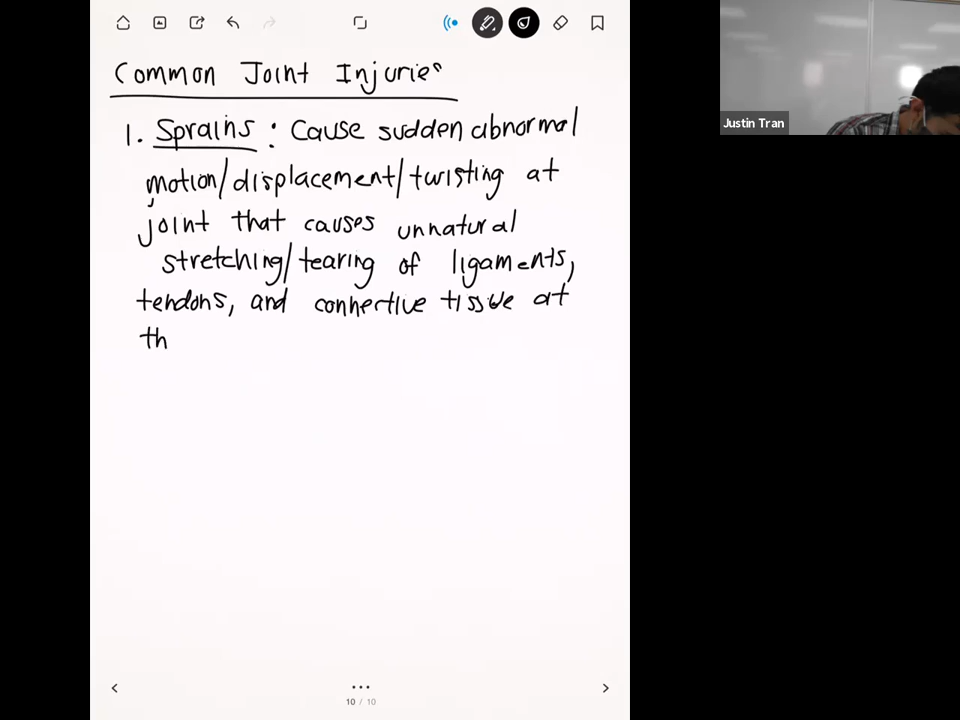 Common Joint Injuries
1. Sprains : Cause sudden abnormal
motion/displacement/twisting at
joint that causes unnatural
stretching/tearing of ligaments,
tendons, and connective tissue at
th
10 / 10
Justin Tran